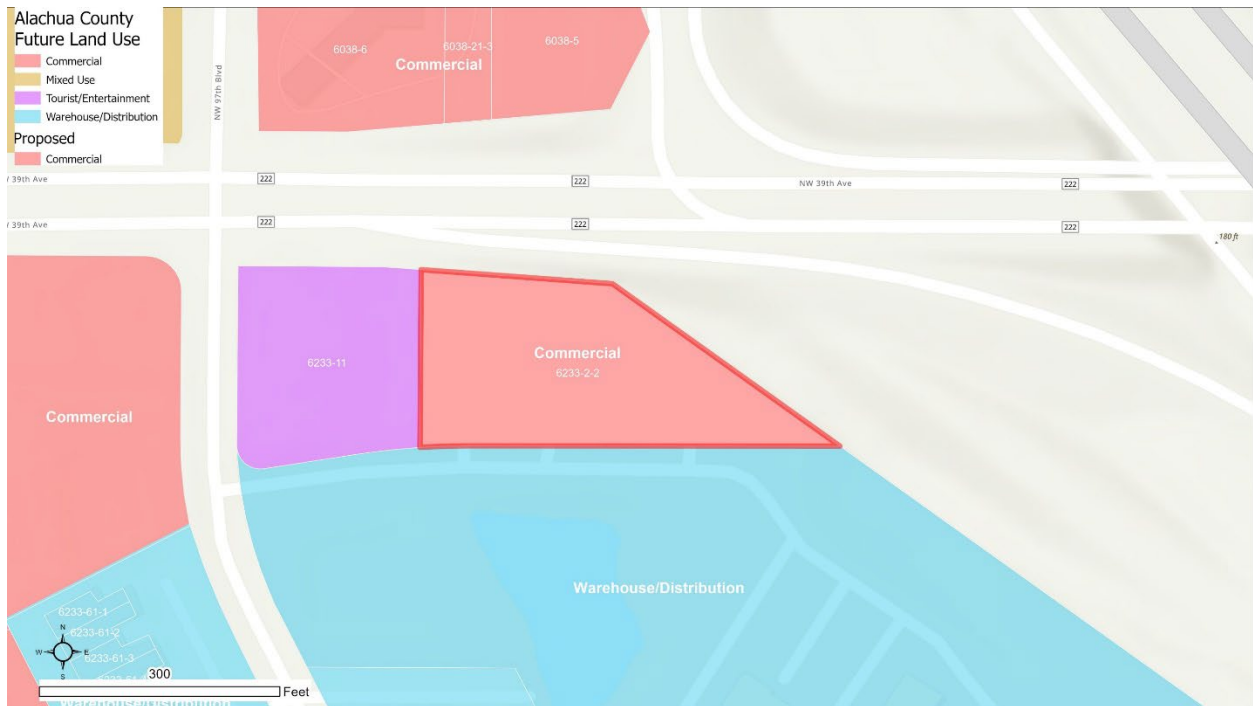 Alachua County
Future Land Use
Commercial
Mixed Use
Tourist/Entertainment
Warehouse/Distribution
Proposed
Commercial
6038-6
6038-21-3
6038-5
Commercial
NW 97th Blvd
39th Ave
222
222
NW 39th Ave
222
39th Ave
222
222
222
180 ft
6233-11
Commercial
6233-2-2
Commercial
Warehouse/Distribution
6233-61-1
6233-61-2
6233-61-3
N
W
E
S
300
Feet
Warehouse/Distribution